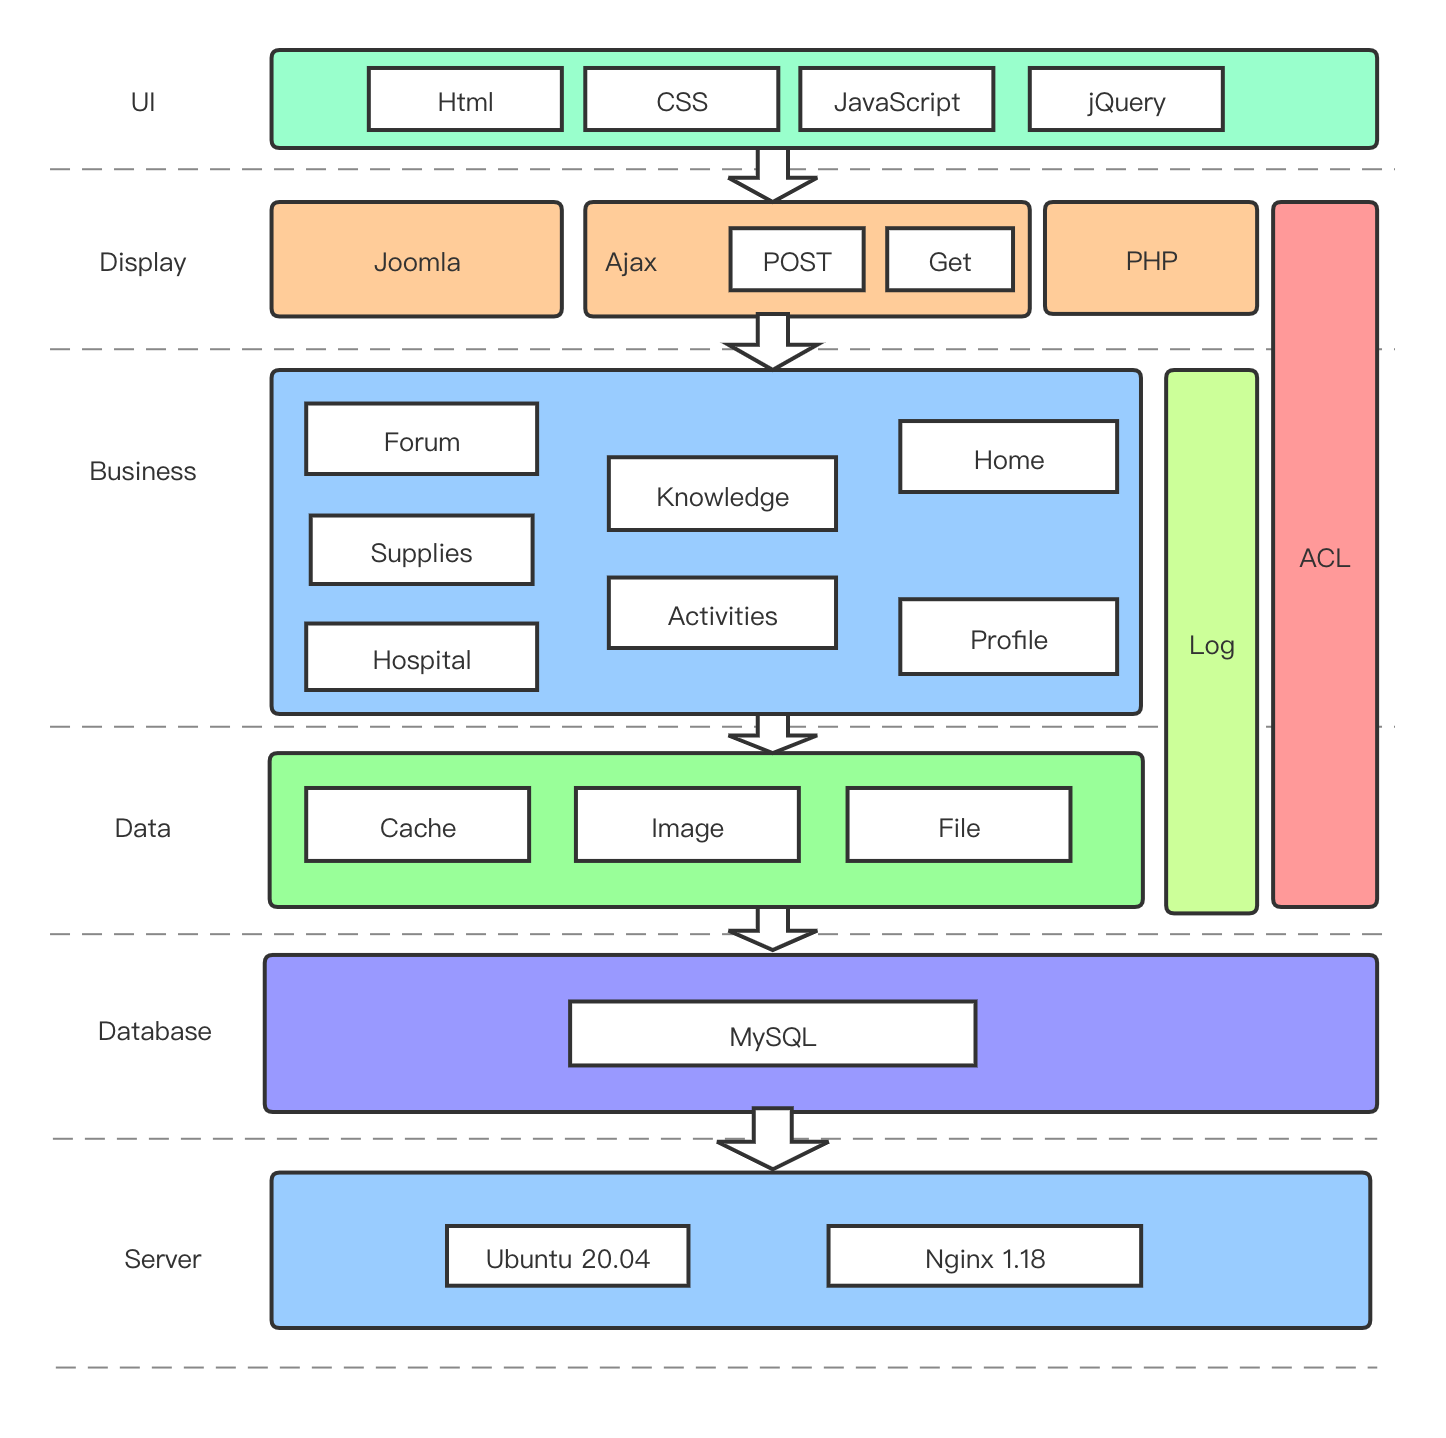 UI
Html
CSS
JavaScript
jQuery
Display
Joomla
Ajax
POST
Get
PHP
Business
Forum
Knowledge
Home
Supplies
Activities
Hospital
Profile
Log
ACL
Data
Cache
Image
File
Database
MySQL
Server
Ubuntu 20.04
Nginx 1.18